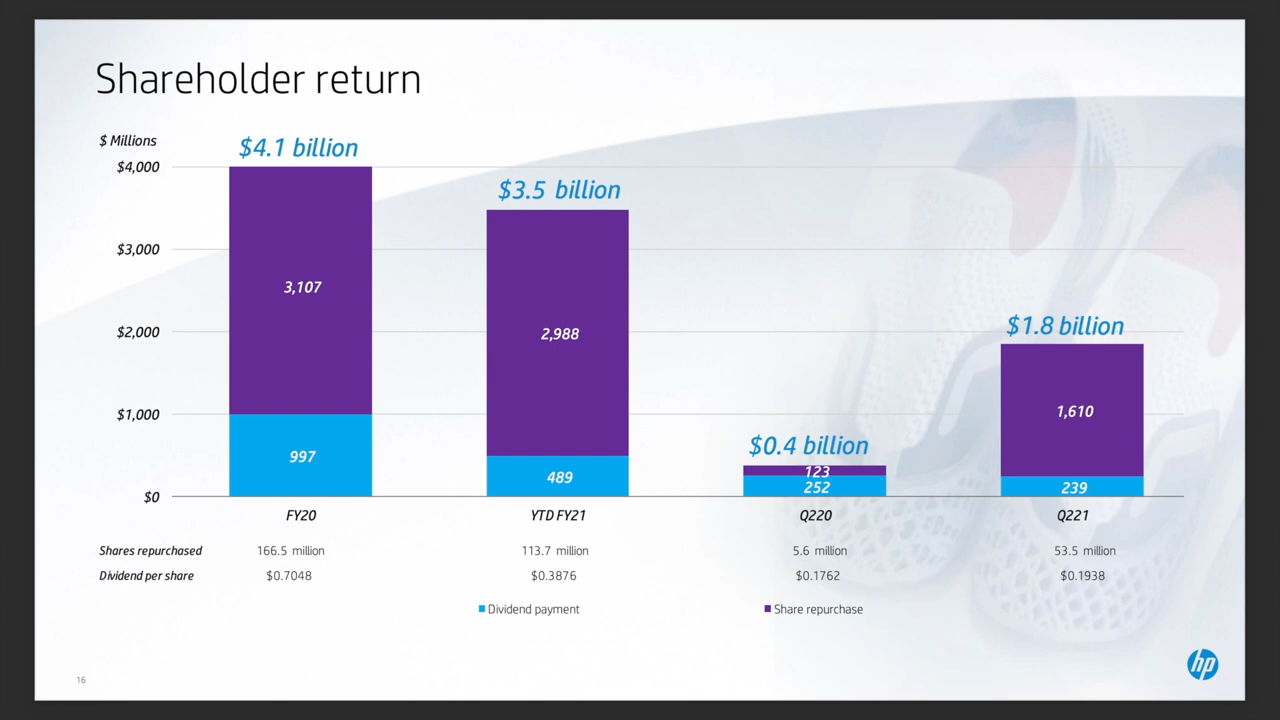 Shareholder return
$ Millions
$4.1 billion
$4,000
$3.5 billion
$3,000
3,107
$2,000
2,988
$1.8 billion
$1,000
1,610
$0.4 billion
997
489
123
252
239
$0
FY20 YTD FY21 Q220 Q221
Shares repurchased 166.5 million 113.7 million 5.6 million 53.5 million
Dividend per share $0.7048 $0.3876 $0.1762 $0.1938
Dividend payment Share repurchase
hp
16